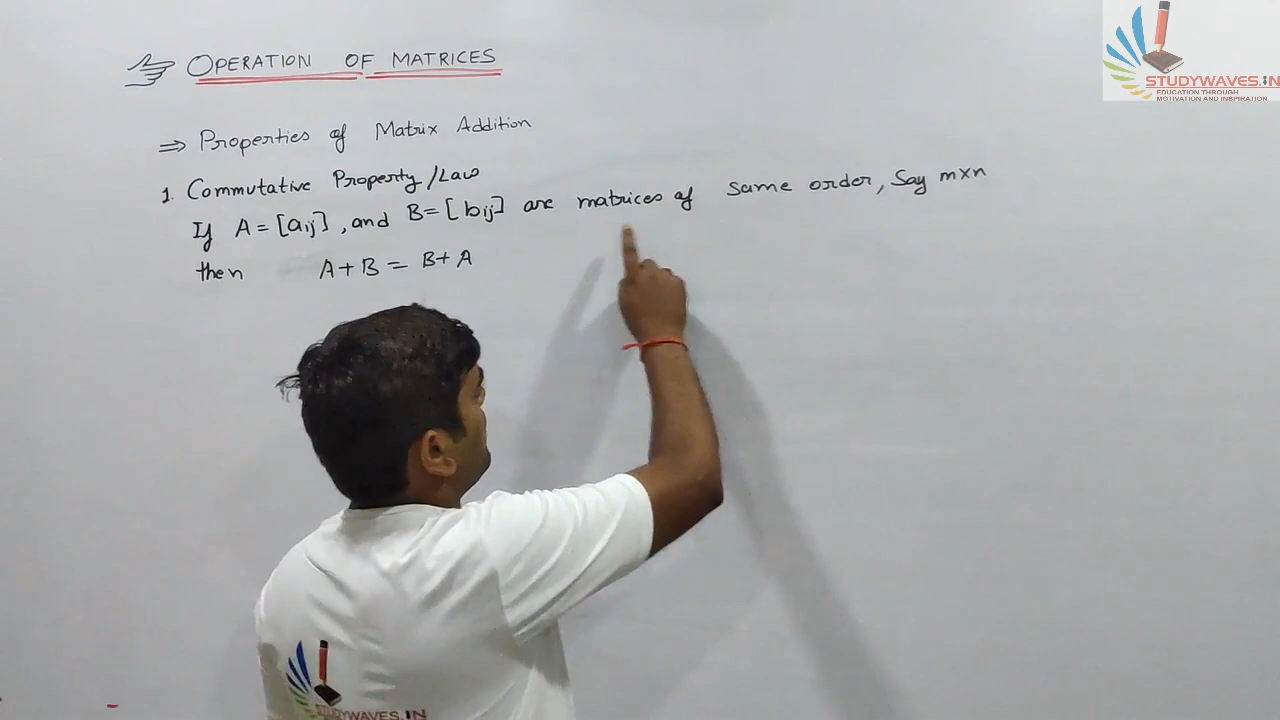 OPERATION OF MATRICES
⇒ Properties of Matrix Addition
1. Commutative Property/Law
If A = [aij], and B = [bij] are matrices of same order, Say m×n
then A+B = B+A
STUDYWAVES.IN
EDUCATION THROUGH
MOTIVATION AND INSPIRATION
STUDYWAVES.IN